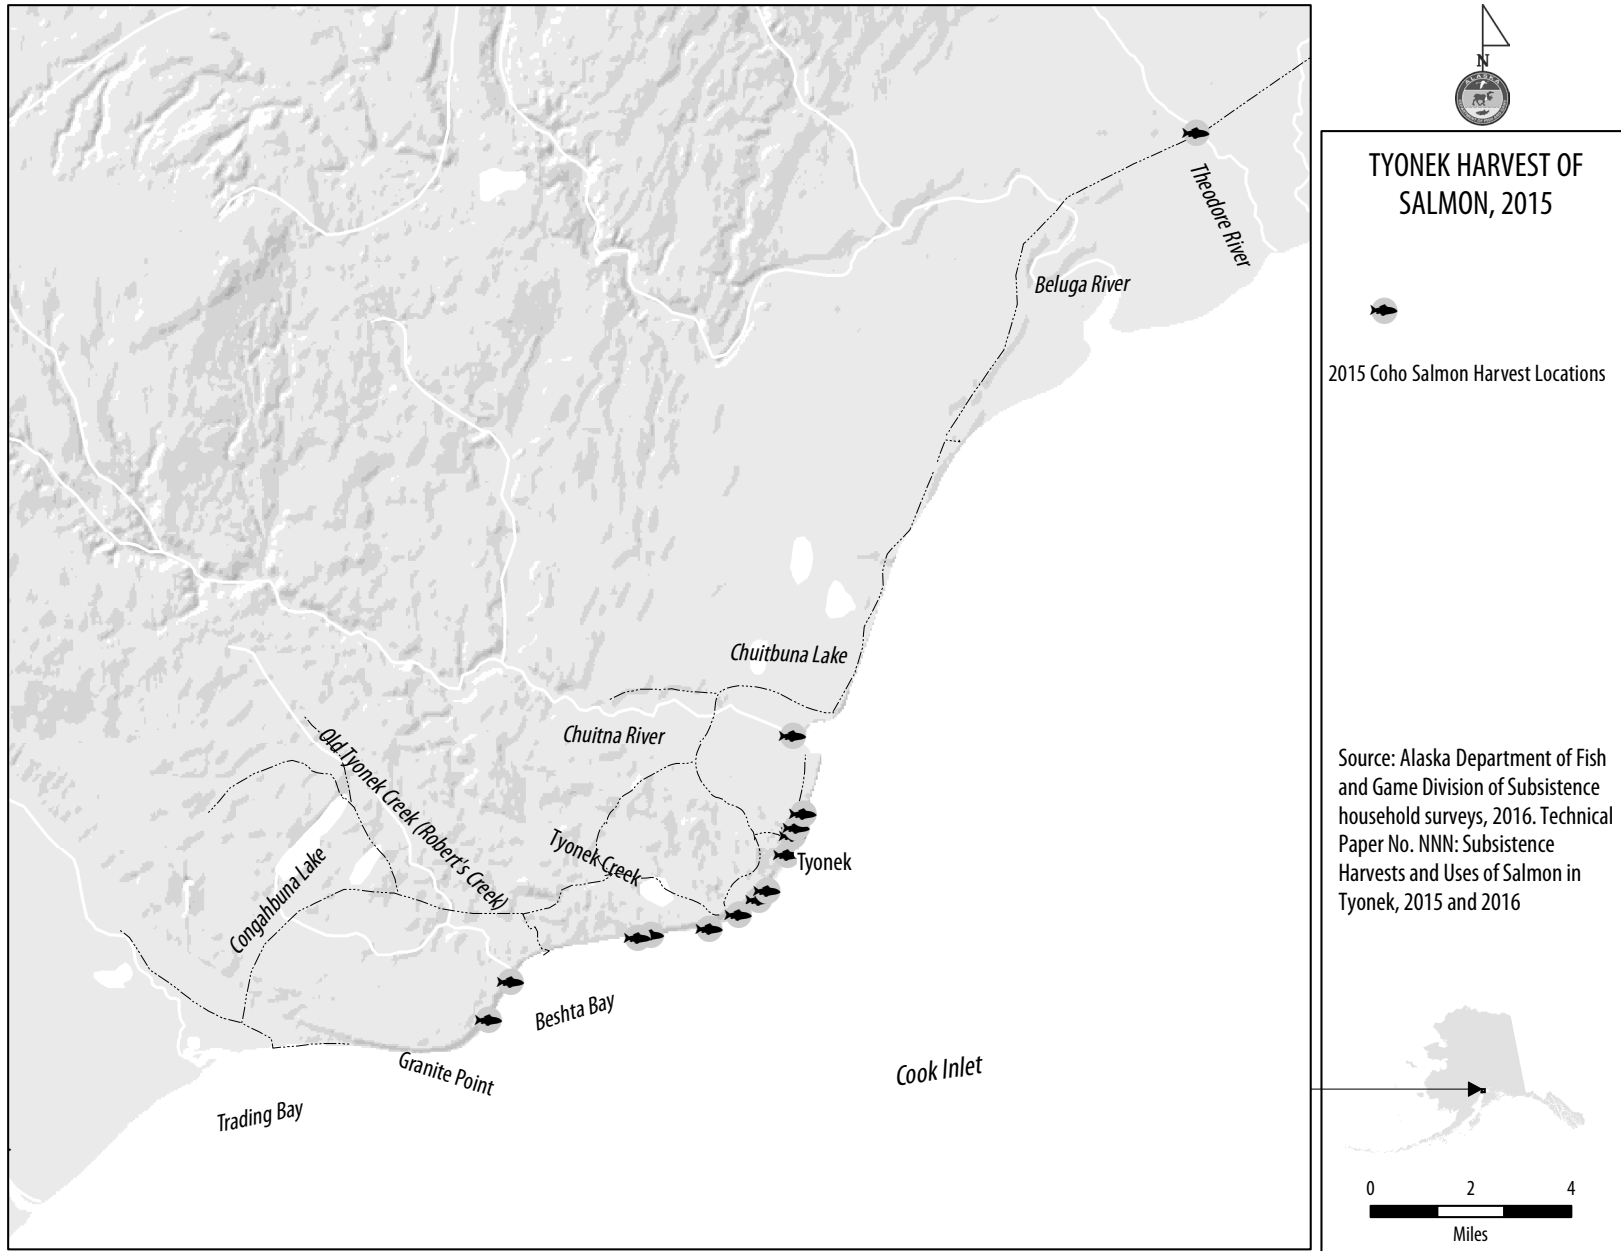 N
ALASKA
TYONEK HARVEST OF
SALMON, 2015
2015 Coho Salmon Harvest Locations
Source: Alaska Department of Fish
and Game Division of Subsistence
household surveys, 2016. Technical
Paper No. NNN: Subsistence
Harvests and Uses of Salmon in
Tyonek, 2015 and 2016
0 2 4
Miles
Theodore River
Beluga River
Chuitbuna Lake
Chuitna River
Old Tyonek Creek (Robert's Creek)
Tyonek Creek
Tyonek
Congahbuna Lake
Beshta Bay
Granite Point
Cook Inlet
Trading Bay